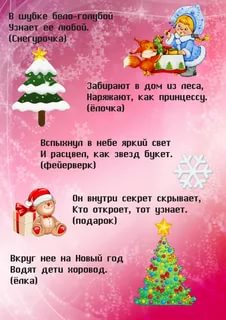 В шубке бело-голубой
Узнает ее любой.
(Снегурочка)
Забирают в дом из леса,
Наряжают, как принцессу.
(ёлочка)
Вспыхнул в небе яркий свет
И расцвел, как звезд букет.
(фейерверк)
Он внутри секрет скрывает,
Кто откроет, тот узнает.
(подарок)
Вкруг нее на Новый год
Водят дети хоровод.
(ёлка)